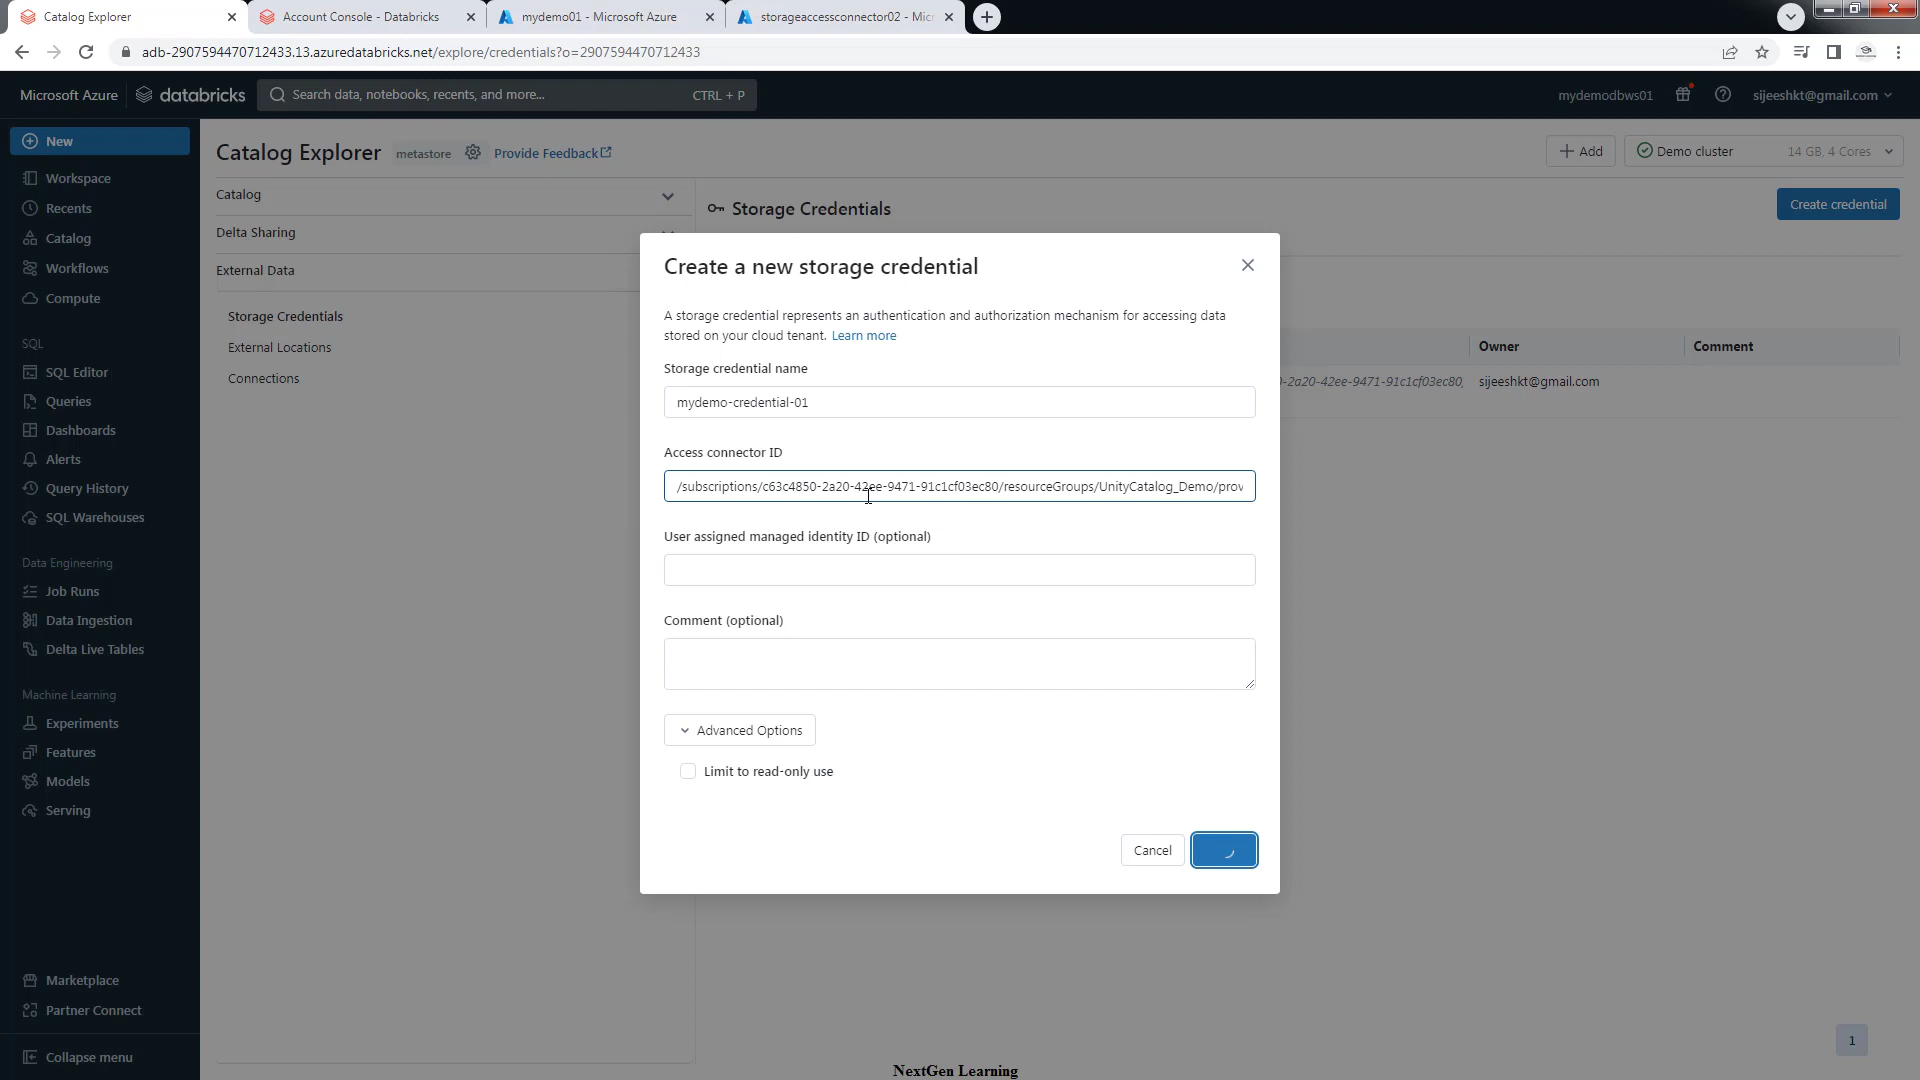 Catalog Explorer
Account Console - Databricks
mydemo01 - Microsoft Azure
storageaccessconnector02 - Mic
adb-2907594470712433.13.azuredatabricks.net/explore/credentials?o=2907594470712433
Microsoft Azure
databricks
Search data, notebooks, recents, and more...
CTRL + P
mydemodbws01
sijeeshkt@gmail.com
New
Workspace
Recents
Catalog
Workflows
Compute
SQL
SQL Editor
Queries
Dashboards
Alerts
Query History
SQL Warehouses
Data Engineering
Job Runs
Data Ingestion
Delta Live Tables
Machine Learning
Experiments
Features
Models
Serving
Marketplace
Partner Connect
Collapse menu
Catalog Explorer
metastore
Provide Feedback
Add
Demo cluster
14 GB, 4 Cores
Catalog
Delta Sharing
External Data
Storage Credentials
External Locations
Connections
Storage Credentials
Create credential
Owner
Comment
-2a20-42ee-9471-91c1cf03ec80,
sijeeshkt@gmail.com
Create a new storage credential
A storage credential represents an authentication and authorization mechanism for accessing data
stored on your cloud tenant. Learn more
Storage credential name
mydemo-credential-01
Access connector ID
/subscriptions/c63c4850-2a20-42ee-9471-91c1cf03ec80/resourceGroups/UnityCatalog_Demo/prov
User assigned managed identity ID (optional)
Comment (optional)
Advanced Options
Limit to read-only use
Cancel
1
NextGen Learning